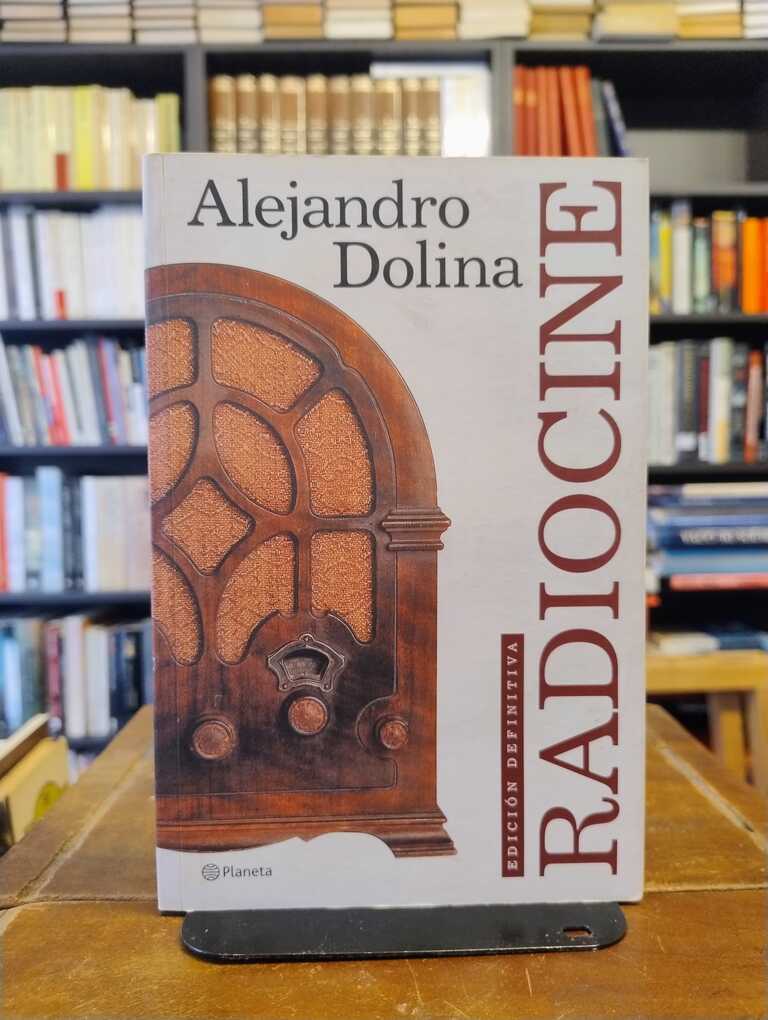 Alejandro
Dolina
RADIOCINE
EDICIÓN DEFINITIVA
Planeta